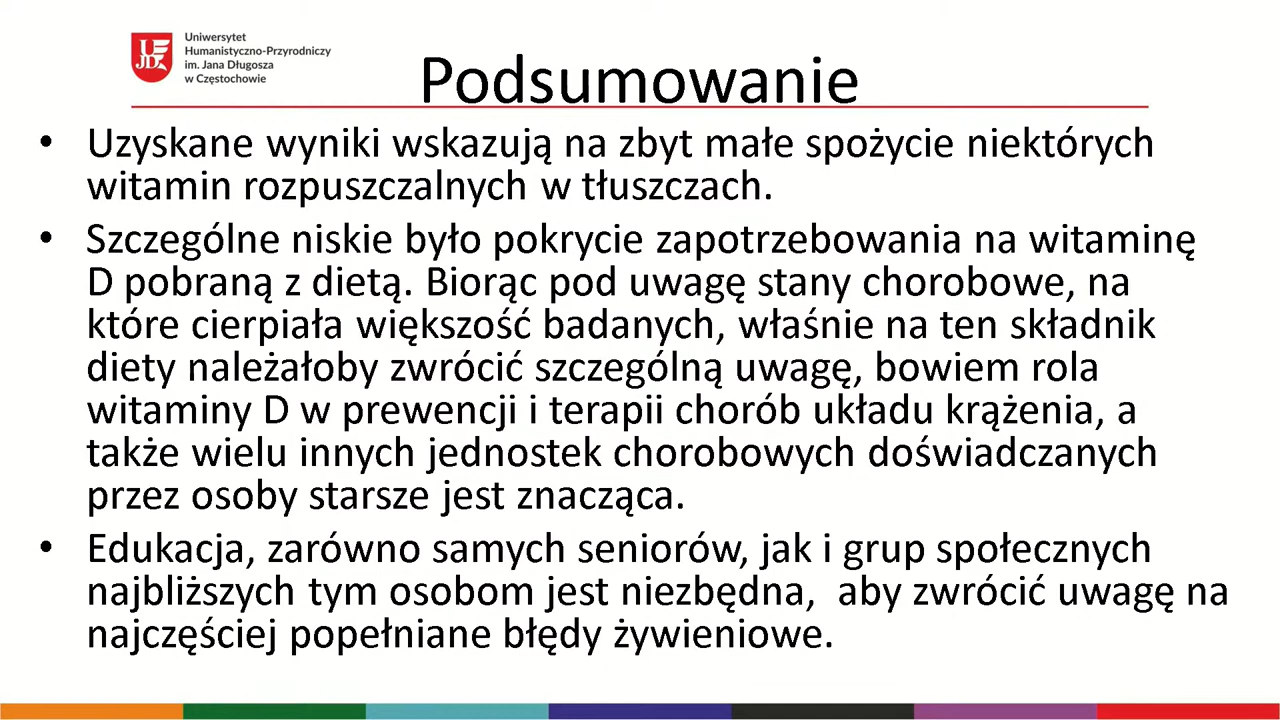 Uniwersytet
Humanistyczno-Przyrodniczy
im. Jana Długosza
w Częstochowie
UJD
Podsumowanie
• Uzyskane wyniki wskazują na zbyt małe spożycie niektórych
witamin rozpuszczalnych w tłuszczach.
• Szczególne niskie było pokrycie zapotrzebowania na witaminę
D pobraną z dietą. Biorąc pod uwagę stany chorobowe, na
które cierpiała większość badanych, właśnie na ten składnik
diety należałoby zwrócić szczególną uwagę, bowiem rola
witaminy D w prewencji i terapii chorób układu krążenia, a
także wielu innych jednostek chorobowych doświadczanych
przez osoby starsze jest znacząca.
• Edukacja, zarówno samych seniorów, jak i grup społecznych
najbliższych tym osobom jest niezbędna,  aby zwrócić uwagę na
najczęściej popełniane błędy żywieniowe.